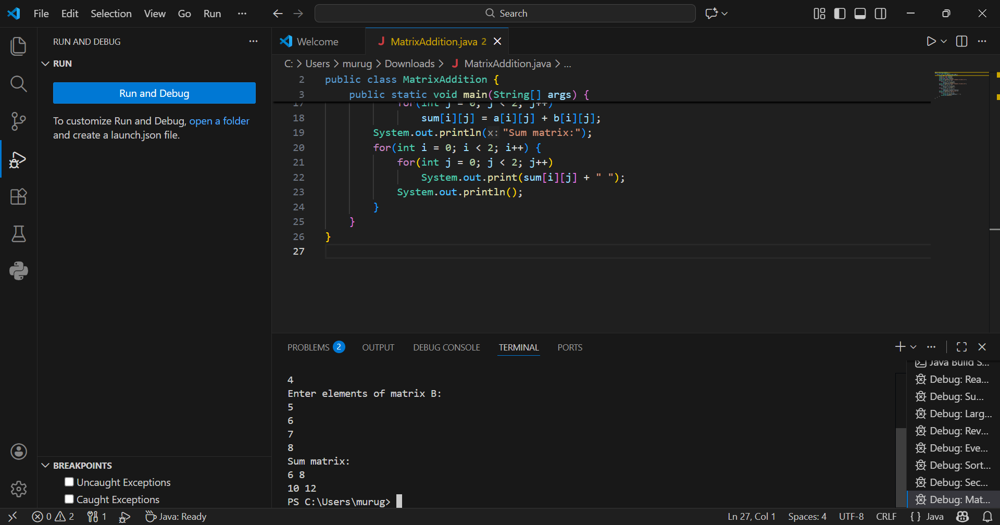 File Edit Selection View Go Run ···
Search
RUN AND DEBUG
RUN
Run and Debug
To customize Run and Debug, open a folder
and create a launch.json file.
BREAKPOINTS
Uncaught Exceptions
Caught Exceptions
Welcome
MatrixAddition.java 2
C: > Users > murug > Downloads > MatrixAddition.java > ...
2 public class MatrixAddition {
3 public static void main(String[] args) {
17 for(int j = 0; j < 2; j++)
18 sum[i][j] = a[i][j] + b[i][j];
19 System.out.println(x: "Sum matrix:");
20 for(int i = 0; i < 2; i++) {
21 for(int j = 0; j < 2; j++)
22 System.out.print(sum[i][j] + " ");
23 System.out.println();
24 }
25 }
26 }
27
PROBLEMS 2 OUTPUT DEBUG CONSOLE TERMINAL PORTS
4
Enter elements of matrix B:
5
6
7
8
Sum matrix:
6 8
10 12
PS C:\Users\murug>
Java Build S...
Debug: Rea...
Debug: Su...
Debug: Larg...
Debug: Rev...
Debug: Eve...
Debug: Sort...
Debug: Sec...
Debug: Mat...
0 2 1 Java: Ready Ln 27, Col 1 Spaces: 4 UTF-8 CRLF { } Java